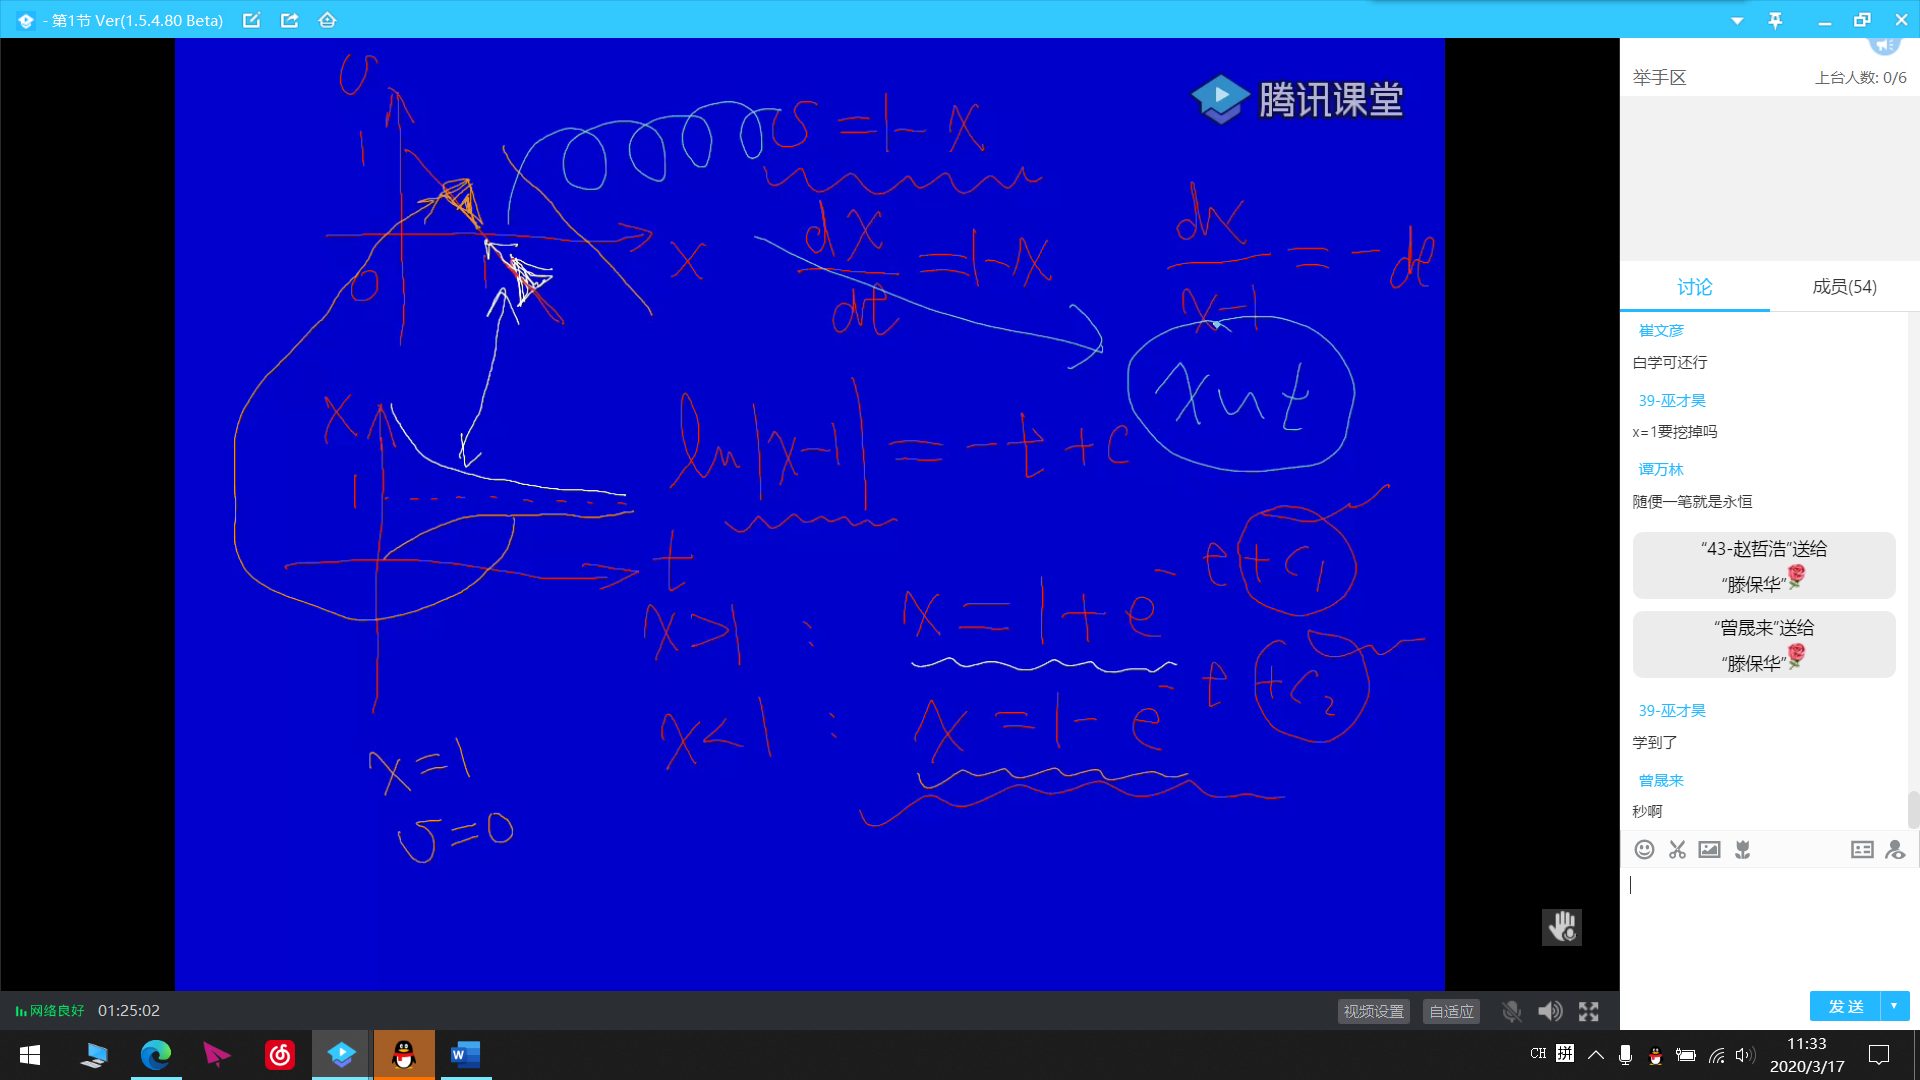 - 第1节 Ver(1.5.4.80 Beta)
腾讯课堂
υ
1
0
1
x
υ=1-x
dx/dt=1-x
dx/x-1=-dt
x~t
x
1
t
ln|x-1|=-t+c
x>1: x=1+e^-t+c₁
x<1: x=1-e^-t+c₂
x=1
υ=0
举手区
上台人数: 0/6
讨论
成员(54)
崔文彦
白学可还行
39-巫才昊
x=1要挖掉吗
谭万林
随便一笔就是永恒
“43-赵哲浩”送给
“滕保华”
“曾晟来”送给
“滕保华”
39-巫才昊
学到了
曾晟来
秒啊
发送
网络良好 01:25:02
视频设置
自适应
CH 拼
11:33
2020/3/17